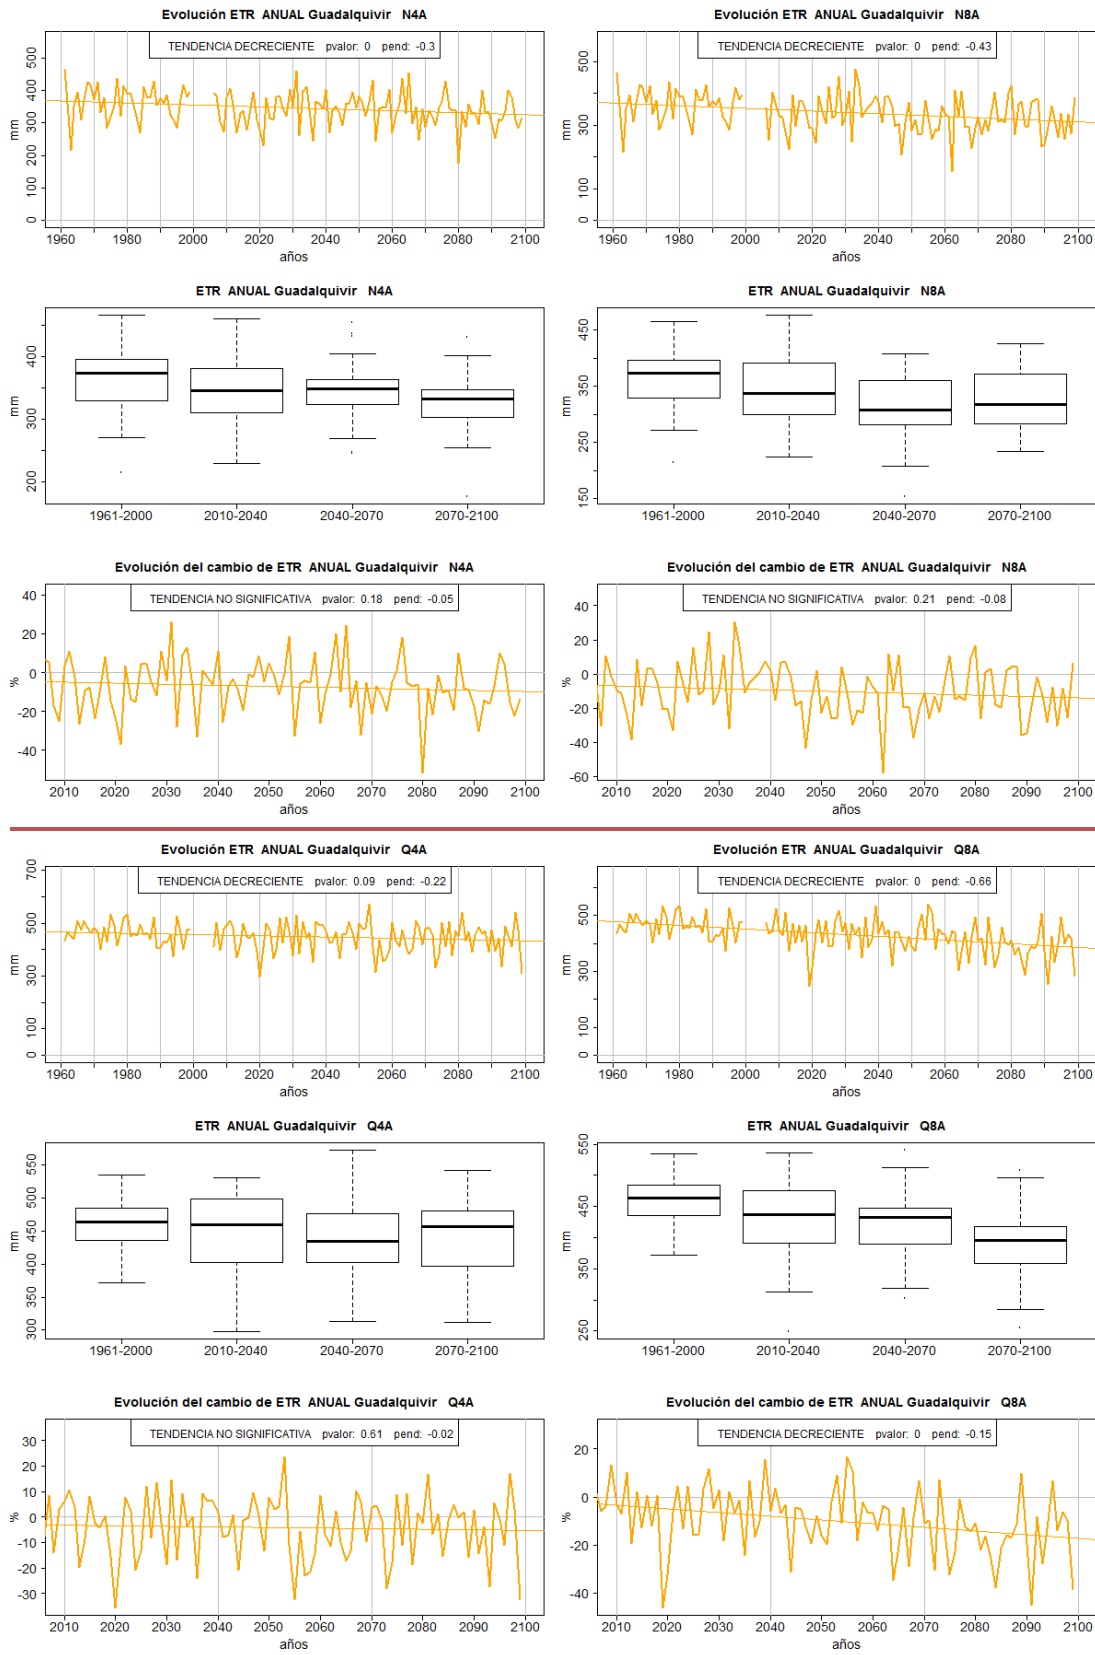 Evolución ETR ANUAL Guadalquivir N4A
TENDENCIA DECRECIENTE pvalor: 0 pend: -0.3
mm
0 100 200 300 400 500
1960 1980 2000 2020 2040 2060 2080 2100
años
Evolución ETR ANUAL Guadalquivir N8A
TENDENCIA DECRECIENTE pvalor: 0 pend: -0.43
mm
0 100 200 300 400 500
1960 1980 2000 2020 2040 2060 2080 2100
años
ETR ANUAL Guadalquivir N4A
mm
200 300 400
1961-2000 2010-2040 2040-2070 2070-2100
ETR ANUAL Guadalquivir N8A
mm
150 250 350 450
1961-2000 2010-2040 2040-2070 2070-2100
Evolución del cambio de ETR ANUAL Guadalquivir N4A
TENDENCIA NO SIGNIFICATIVA pvalor: 0.18 pend: -0.05
%
40 20 0 -20 -40
2010 2020 2030 2040 2050 2060 2070 2080 2090 2100
años
Evolución del cambio de ETR ANUAL Guadalquivir N8A
TENDENCIA NO SIGNIFICATIVA pvalor: 0.21 pend: -0.08
%
40 20 0 -20 -40 -60
2010 2020 2030 2040 2050 2060 2070 2080 2090 2100
años
Evolución ETR ANUAL Guadalquivir Q4A
TENDENCIA DECRECIENTE pvalor: 0.09 pend: -0.22
mm
0 100 300 500 700
1960 1980 2000 2020 2040 2060 2080 2100
años
Evolución ETR ANUAL Guadalquivir Q8A
TENDENCIA DECRECIENTE pvalor: 0 pend: -0.66
mm
0 100 300 500
1960 1980 2000 2020 2040 2060 2080 2100
años
ETR ANUAL Guadalquivir Q4A
mm
300 350 400 450 500 550
1961-2000 2010-2040 2040-2070 2070-2100
ETR ANUAL Guadalquivir Q8A
mm
250 350 450 550
1961-2000 2010-2040 2040-2070 2070-2100
Evolución del cambio de ETR ANUAL Guadalquivir Q4A
TENDENCIA NO SIGNIFICATIVA pvalor: 0.61 pend: -0.02
%
30 20 10 0 -10 -20 -30
2010 2020 2030 2040 2050 2060 2070 2080 2090 2100
años
Evolución del cambio de ETR ANUAL Guadalquivir Q8A
TENDENCIA DECRECIENTE pvalor: 0 pend: -0.15
%
20 0 -20 -40
2010 2020 2030 2040 2050 2060 2070 2080 2090 2100
años